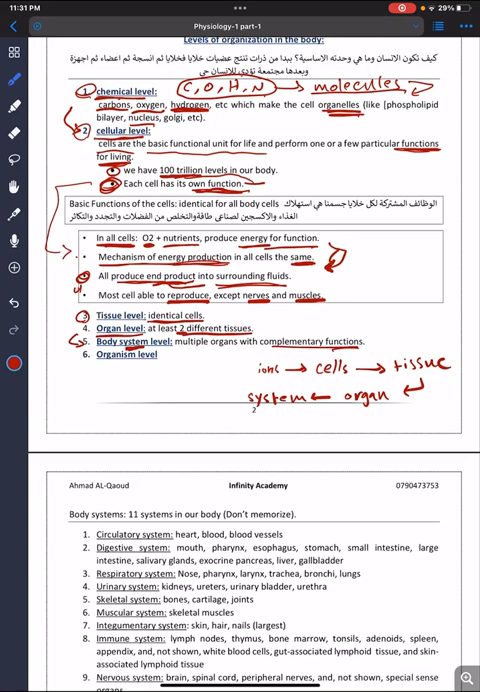 11:31 PM
29%
Physiology-1 part-1
Levels of organization in the body:
كيف تكون الانسان وما هي وحدته الاساسية؟ يبدا من ذرات تنتج عضيات خلايا فخلايا ثم انسجة ثم اعضاء ثم اجهزة
وبعدها مجتمعة تؤدي للانسان حي
1. chemical level: C, O, H, N → molecules
carbons, oxygen, hydrogen, etc which make the cell organelles (like [phospholipid
bilayer, nucleus, golgi, etc).
2. cellular level:
cells are the basic functional unit for life and perform one or a few particular functions
for living.
we have 100 trillion levels in our body.
Each cell has its own function.
Basic Functions of the cells: identical for all body cells الوظائف المشتركة لكل خلايا جسمنا هي استهلاك
الغذاء والاكسجين لصناعي طاقة والتخلص من الفضلات والتجدد والتكاثر
• In all cells: O2 + nutrients, produce energy for function.
• Mechanism of energy production in all cells the same.
All produce end product into surrounding fluids.
• Most cell able to reproduce, except nerves and muscles.
3. Tissue level: identical cells.
4. Organ level: at least 2 different tissues.
5. Body system level: multiple organs with complementary functions.
6. Organism level
ions → cells → tissue
system ← organ
2
Ahmad AL-Qaoud Infinity Academy 0790473753
Body systems: 11 systems in our body (Don't memorize).
1. Circulatory system: heart, blood, blood vessels
2. Digestive system: mouth, pharynx, esophagus, stomach, small intestine, large
intestine, salivary glands, exocrine pancreas, liver, gallbladder
3. Respiratory system: Nose, pharynx, larynx, trachea, bronchi, lungs
4. Urinary system: kidneys, ureters, urinary bladder, urethra
5. Skeletal system: bones, cartilage, joints
6. Muscular system: skeletal muscles
7. Integumentary system: skin, hair, nails (largest)
8. Immune system: lymph nodes, thymus, bone marrow, tonsils, adenoids, spleen,
appendix, and, not shown, white blood cells, gut-associated lymphoid tissue, and skin-
associated lymphoid tissue
9. Nervous system: brain, spinal cord, peripheral nerves, and, not shown, special sense
organs